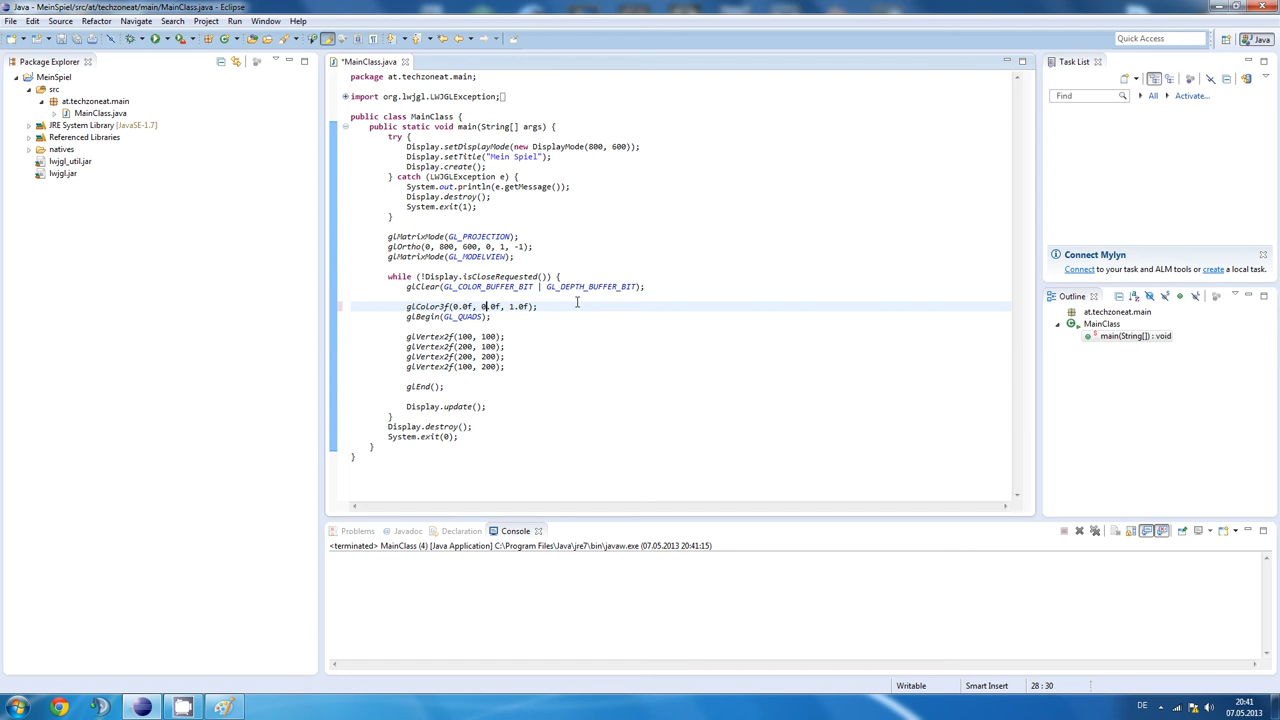 Java - MeinSpiel/src/at/techzoneat/main/MainClass.java - Eclipse
File Edit Source Refactor Navigate Search Project Run Window Help
Quick Access
Java
Package Explorer
MeinSpiel
src
at.techzoneat.main
MainClass.java
JRE System Library [JavaSE-1.7]
Referenced Libraries
natives
lwjgl_util.jar
lwjgl.jar
*MainClass.java
package at.techzoneat.main;
import org.lwjgl.LWJGLException;
public class MainClass {
public static void main(String[] args) {
try {
Display.setDisplayMode(new DisplayMode(800, 600));
Display.setTitle("Mein Spiel");
Display.create();
} catch (LWJGLException e) {
System.out.println(e.getMessage());
Display.destroy();
System.exit(1);
}
glMatrixMode(GL_PROJECTION);
glOrtho(0, 800, 600, 0, 1, -1);
glMatrixMode(GL_MODELVIEW);
while (!Display.isCloseRequested()) {
glClear(GL_COLOR_BUFFER_BIT | GL_DEPTH_BUFFER_BIT);
glColor3f(0.0f, 0.0f, 1.0f);
glBegin(GL_QUADS);
glVertex2f(100, 100);
glVertex2f(200, 100);
glVertex2f(200, 200);
glVertex2f(100, 200);
glEnd();
Display.update();
}
Display.destroy();
System.exit(0);
}
}
Task List
Find
All
Activate...
Connect Mylyn
Connect to your task and ALM tools or create a local task.
Outline
at.techzoneat.main
MainClass
main(String[]) : void
Problems Javadoc Declaration Console
<terminated> MainClass (4) [Java Application] C:\Program Files\Java\jre7\bin\javaw.exe (07.05.2013 20:41:15)
Writable Smart Insert 28 : 30
DE
20:41
07.05.2013